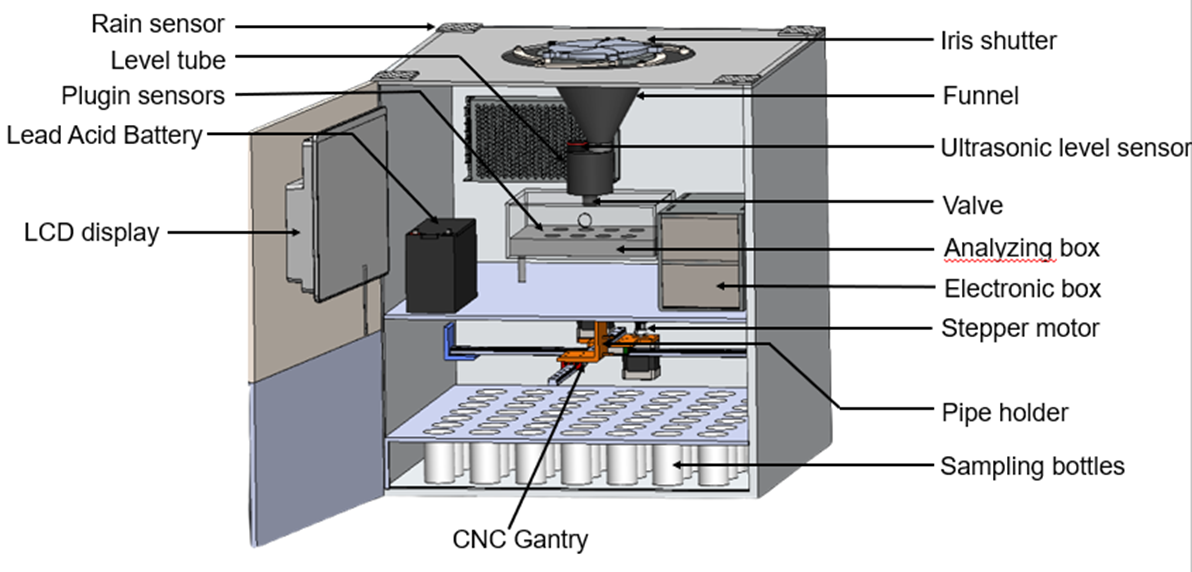 Rain sensor
Level tube
Plugin sensors
Lead Acid Battery
LCD display
Iris shutter
Funnel
Ultrasonic level sensor
Valve
Analyzing box
Electronic box
Stepper motor
Pipe holder
Sampling bottles
CNC Gantry